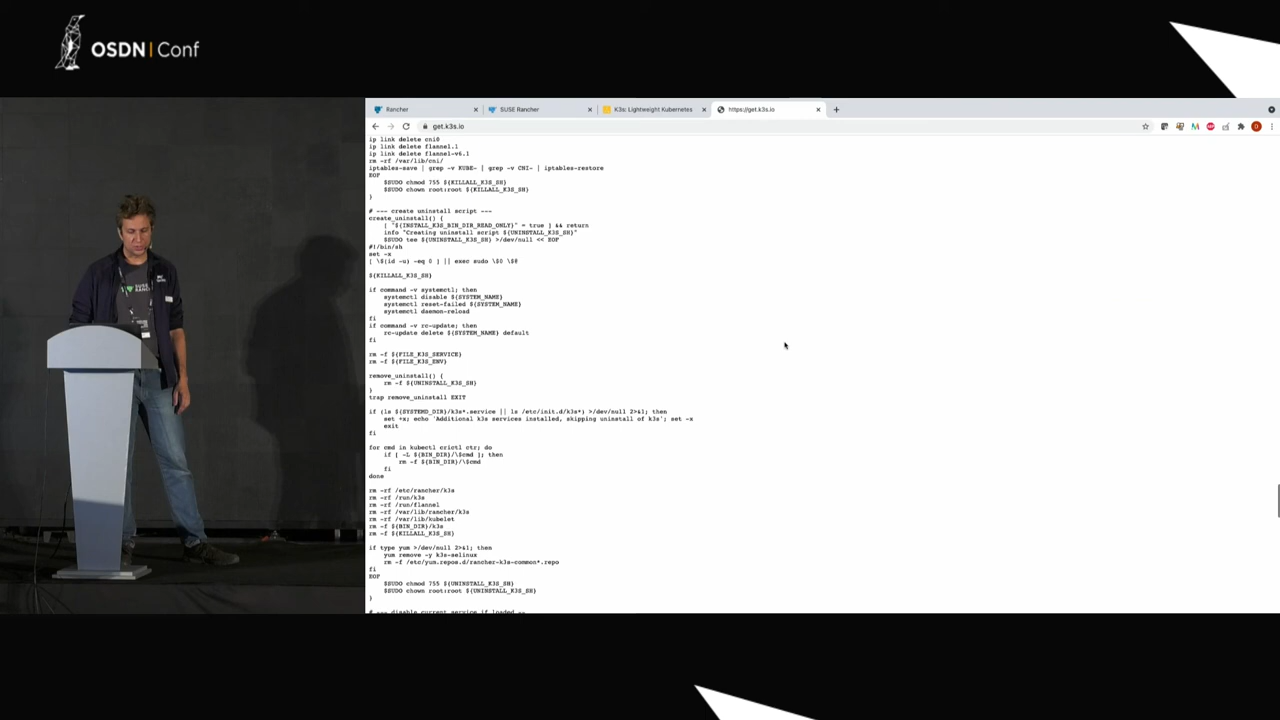 OSDN|Conf
Rancher
SUSE Rancher
K3s: Lightweight Kubernetes
https://get.k3s.io
get.k3s.io
ip link delete cni0
ip link delete flannel.1
ip link delete flannel-v6.1
rm -rf /var/lib/cni/
iptables-save | grep -v KUBE- | grep -v CNI- | iptables-restore
EOF
$SUDO chmod 755 ${KILLALL_K3S_SH}
$SUDO chown root:root ${KILLALL_K3S_SH}
}
# --- create uninstall script ---
create_uninstall() {
[ "${INSTALL_K3S_BIN_DIR_READ_ONLY}" = true ] && return
info "Creating uninstall script ${UNINSTALL_K3S_SH}"
$SUDO tee ${UNINSTALL_K3S_SH} >/dev/null << EOF
#!/bin/sh
set -x
[ \$(id -u) -eq 0 ] || exec sudo \$0 \$@
${KILLALL_K3S_SH}
if command -v systemctl; then
systemctl disable ${SYSTEM_NAME}
systemctl reset-failed ${SYSTEM_NAME}
systemctl daemon-reload
fi
if command -v rc-update; then
rc-update delete ${SYSTEM_NAME} default
fi
rm -f ${FILE_K3S_SERVICE}
rm -f ${FILE_K3S_ENV}
remove_uninstall() {
rm -f ${UNINSTALL_K3S_SH}
}
trap remove_uninstall EXIT
if (ls ${SYSTEMD_DIR}/k3s*.service || ls /etc/init.d/k3s*) >/dev/null 2>&1; then
set +x; echo 'Additional k3s services installed, skipping uninstall of k3s'; set -x
exit
fi
for cmd in kubectl crictl ctr; do
if [ -L ${BIN_DIR}/\$cmd ]; then
rm -f ${BIN_DIR}/\$cmd
fi
done
rm -rf /etc/rancher/k3s
rm -rf /run/k3s
rm -rf /run/flannel
rm -rf /var/lib/rancher/k3s
rm -rf /var/lib/kubelet
rm -f ${BIN_DIR}/k3s
rm -f ${KILLALL_K3S_SH}
if type yum >/dev/null 2>&1; then
yum remove -y k3s-selinux
rm -f /etc/yum.repos.d/rancher-k3s-common*.repo
fi
EOF
$SUDO chmod 755 ${UNINSTALL_K3S_SH}
$SUDO chown root:root ${UNINSTALL_K3S_SH}
}
# --- disable current service if loaded --
SUSE